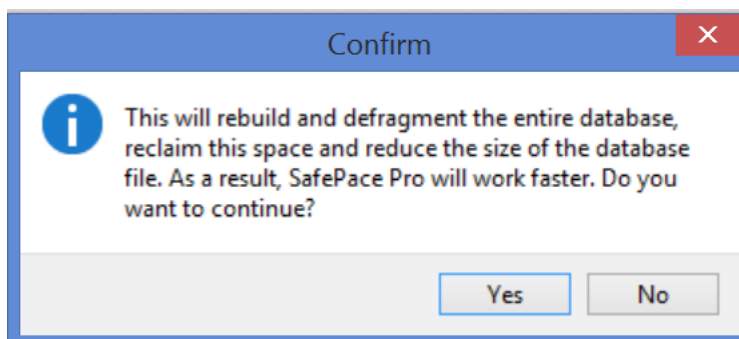 Confirm
This will rebuild and defragment the entire database,
reclaim this space and reduce the size of the database
file. As a result, SafePace Pro will work faster. Do you
want to continue?
Yes No